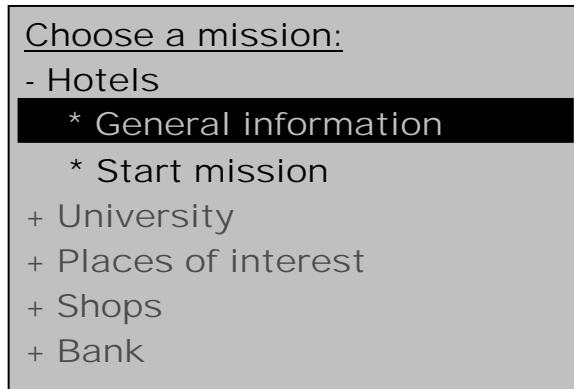 Choose a mission:
- Hotels
* General information
* Start mission
+ University
+ Places of interest
+ Shops
+ Bank